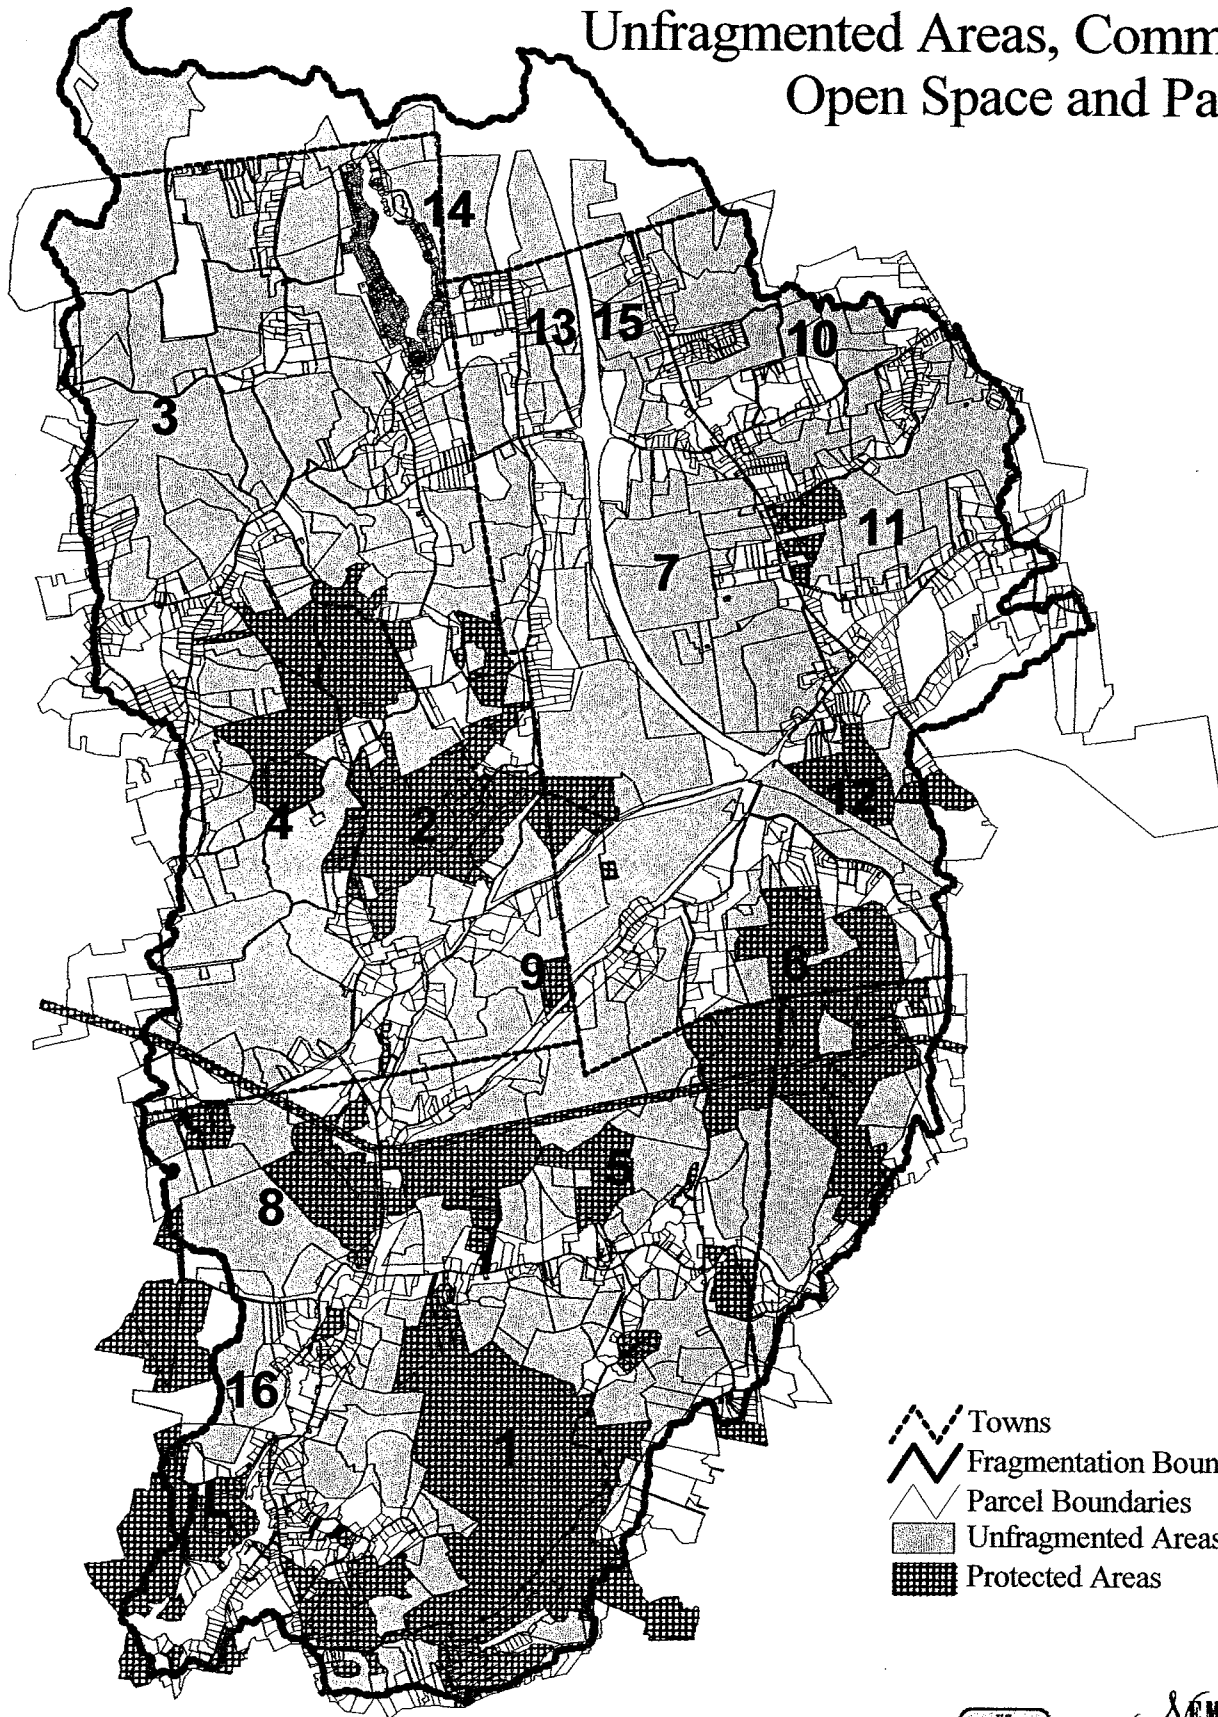 Unfragmented Areas, Comm
Open Space and Pa
14
13
15
10
3
11
7
4
2
12
9
6
5
8
16
1
Towns
Fragmentation Boun
Parcel Boundaries
Unfragmented Areas
Protected Areas